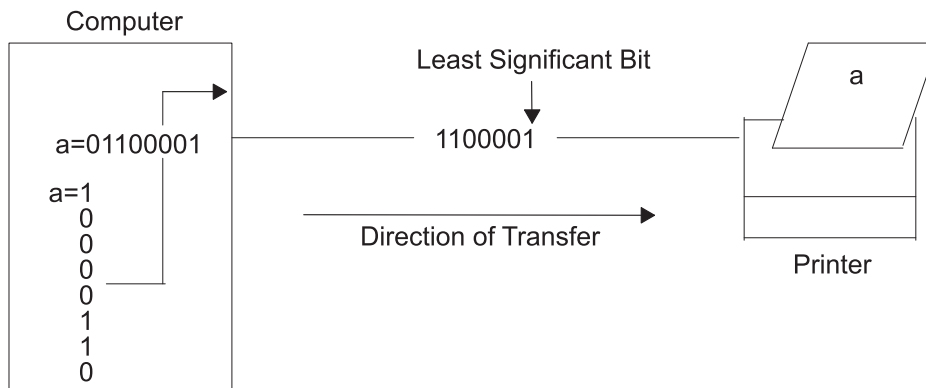 Computer
Least Significant Bit
a
a=01100001
1100001
a=1
0
0
0
0
1
1
0
Direction of Transfer
Printer